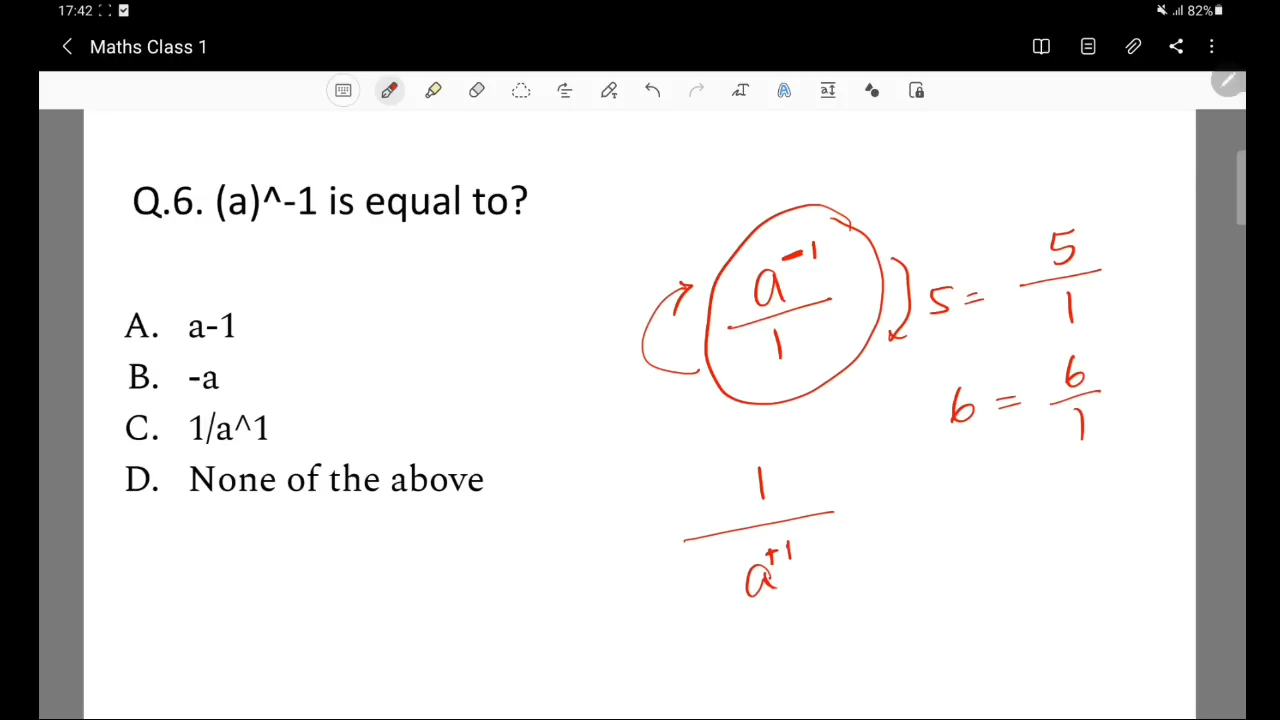 17:42
82%
Maths Class 1
Q.6. (a)^-1 is equal to?
A. a-1
B. -a
C. 1/a^1
D. None of the above
a^-1
1
5 = 5
1
6 = 6
1
1
a^+1